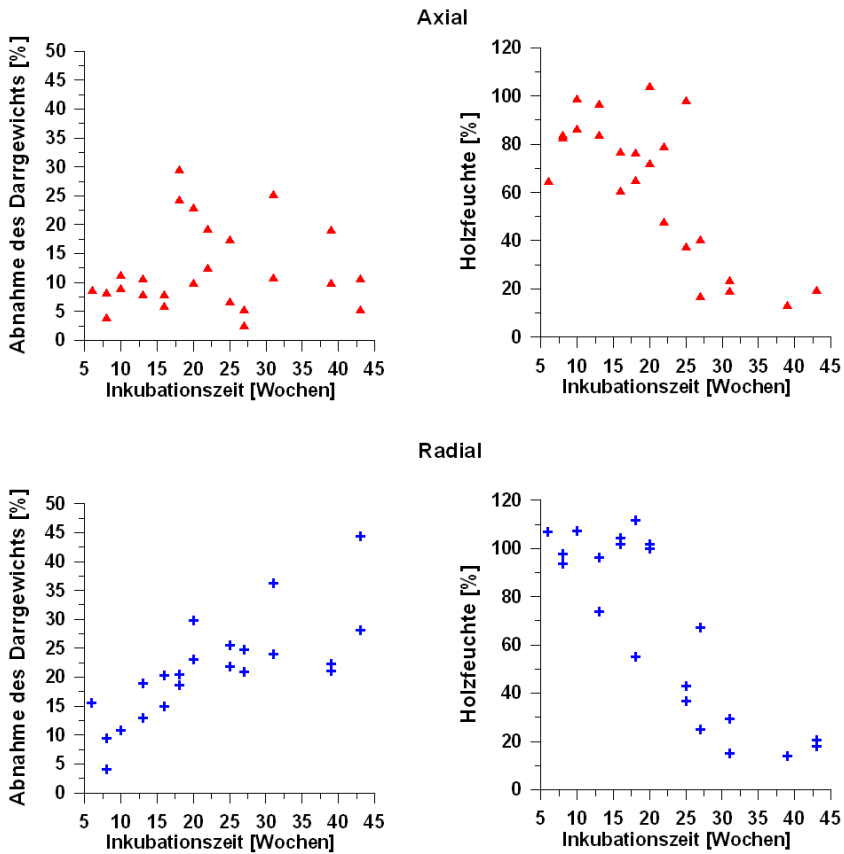 Axial
Abnahme des Darrgewichts [%]
50
45
40
35
30
25
20
15
10
5
0
5 10 15 20 25 30 35 40 45
Inkubationszeit [Wochen]
Holzfeuchte [%]
120
100
80
60
40
20
0
5 10 15 20 25 30 35 40 45
Inkubationszeit [Wochen]
Radial
Abnahme des Darrgewichts [%]
50
45
40
35
30
25
20
15
10
5
0
5 10 15 20 25 30 35 40 45
Inkubationszeit [Wochen]
Holzfeuchte [%]
120
100
80
60
40
20
0
5 10 15 20 25 30 35 40 45
Inkubationszeit [Wochen]